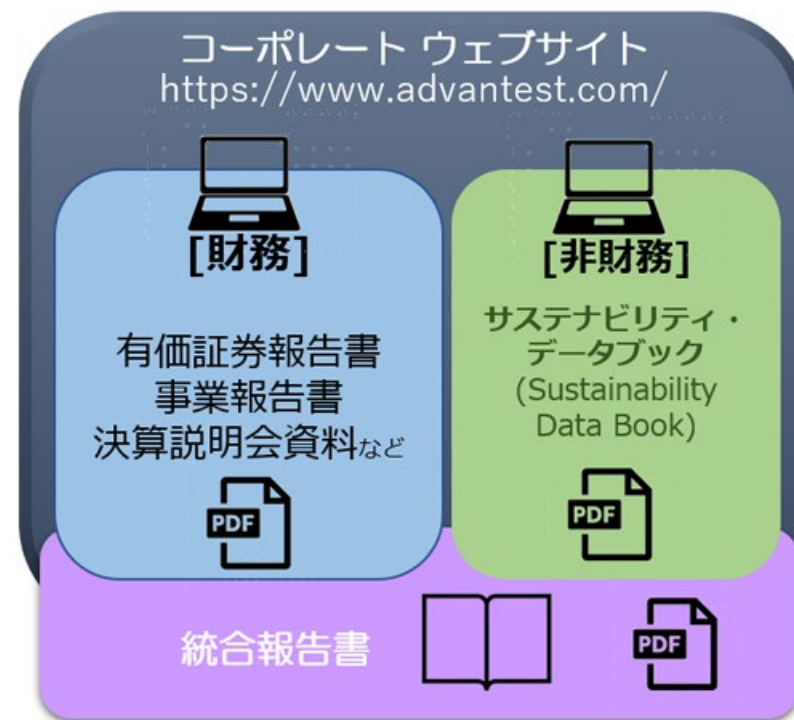 コーポレート ウェブサイト
https://www.advantest.com/
[財務]
有価証券報告書
事業報告書
決算説明会資料など
PDF
[非財務]
サステナビリティ・
データブック
(Sustainability
Data Book)
PDF
統合報告書
PDF